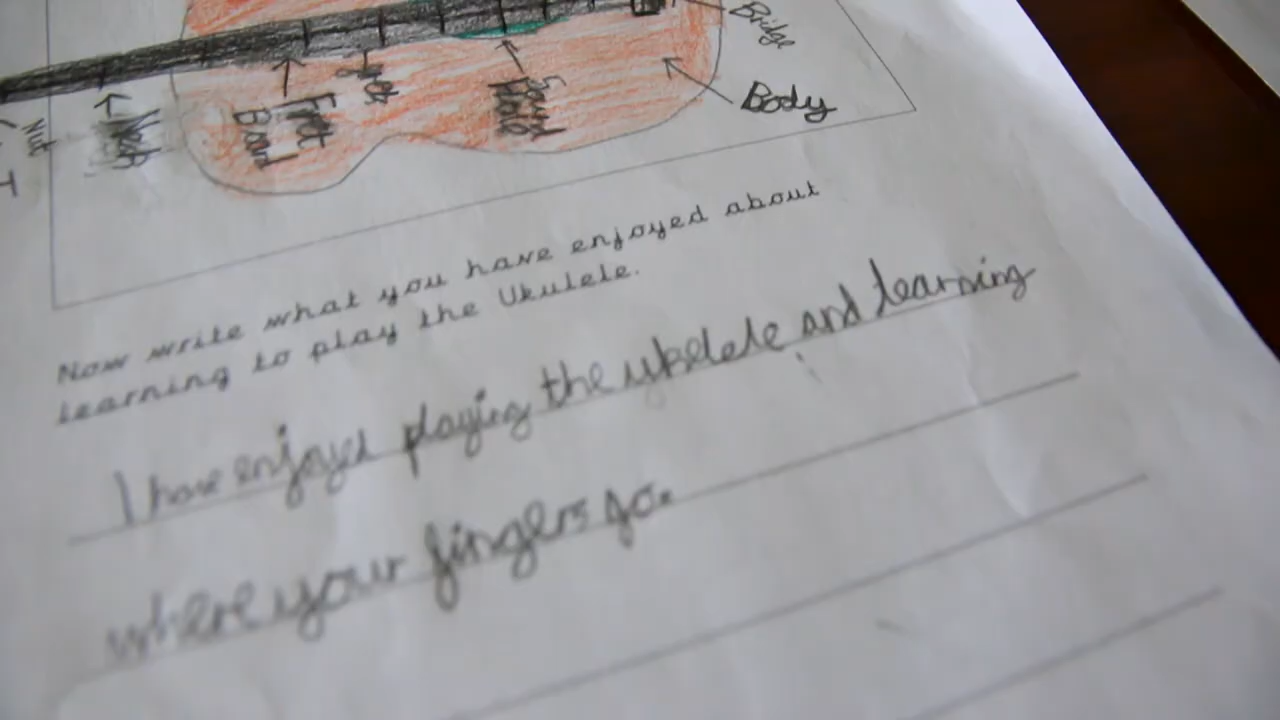 Bridge
Body
Sound
Hole
Fret
Fret
Board
Neck
Nut
Now write what you have enjoyed about
learning to play the Ukulele.
I have enjoyed playing the ukelele and learning
where your fingers go.